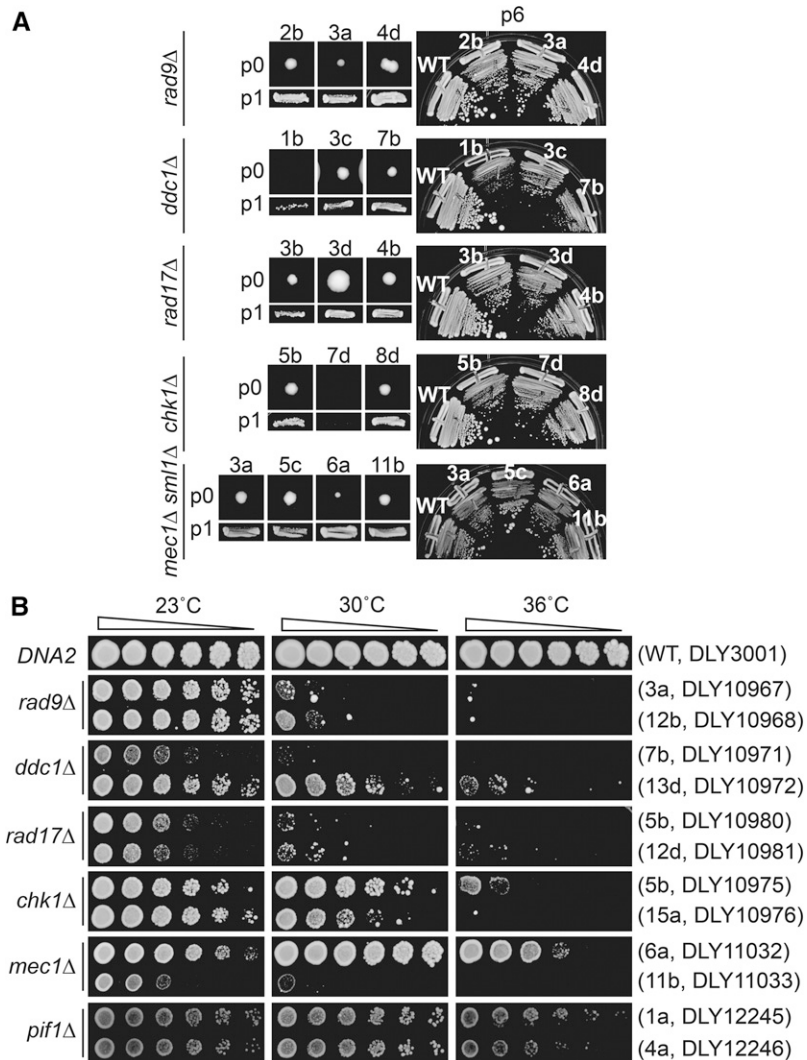 A
p6
rad9Δ
2b 3a 4d
p0
p1
WT 2b 3a 4d
ddc1Δ
1b 3c 7b
p0
p1
WT 1b 3c 7b
rad17Δ
3b 3d 4b
p0
p1
WT 3b 3d 4b
chk1Δ
5b 7d 8d
p0
p1
WT 5b 7d 8d
mec1Δ sml1Δ
3a 5c 6a 11b
p0
p1
WT 3a 5c 6a 11b
B
23°C 30°C 36°C
DNA2 (WT, DLY3001)
rad9Δ (3a, DLY10967)
(12b, DLY10968)
ddc1Δ (7b, DLY10971)
(13d, DLY10972)
rad17Δ (5b, DLY10980)
(12d, DLY10981)
chk1Δ (5b, DLY10975)
(15a, DLY10976)
mec1Δ (6a, DLY11032)
(11b, DLY11033)
pif1Δ (1a, DLY12245)
(4a, DLY12246)